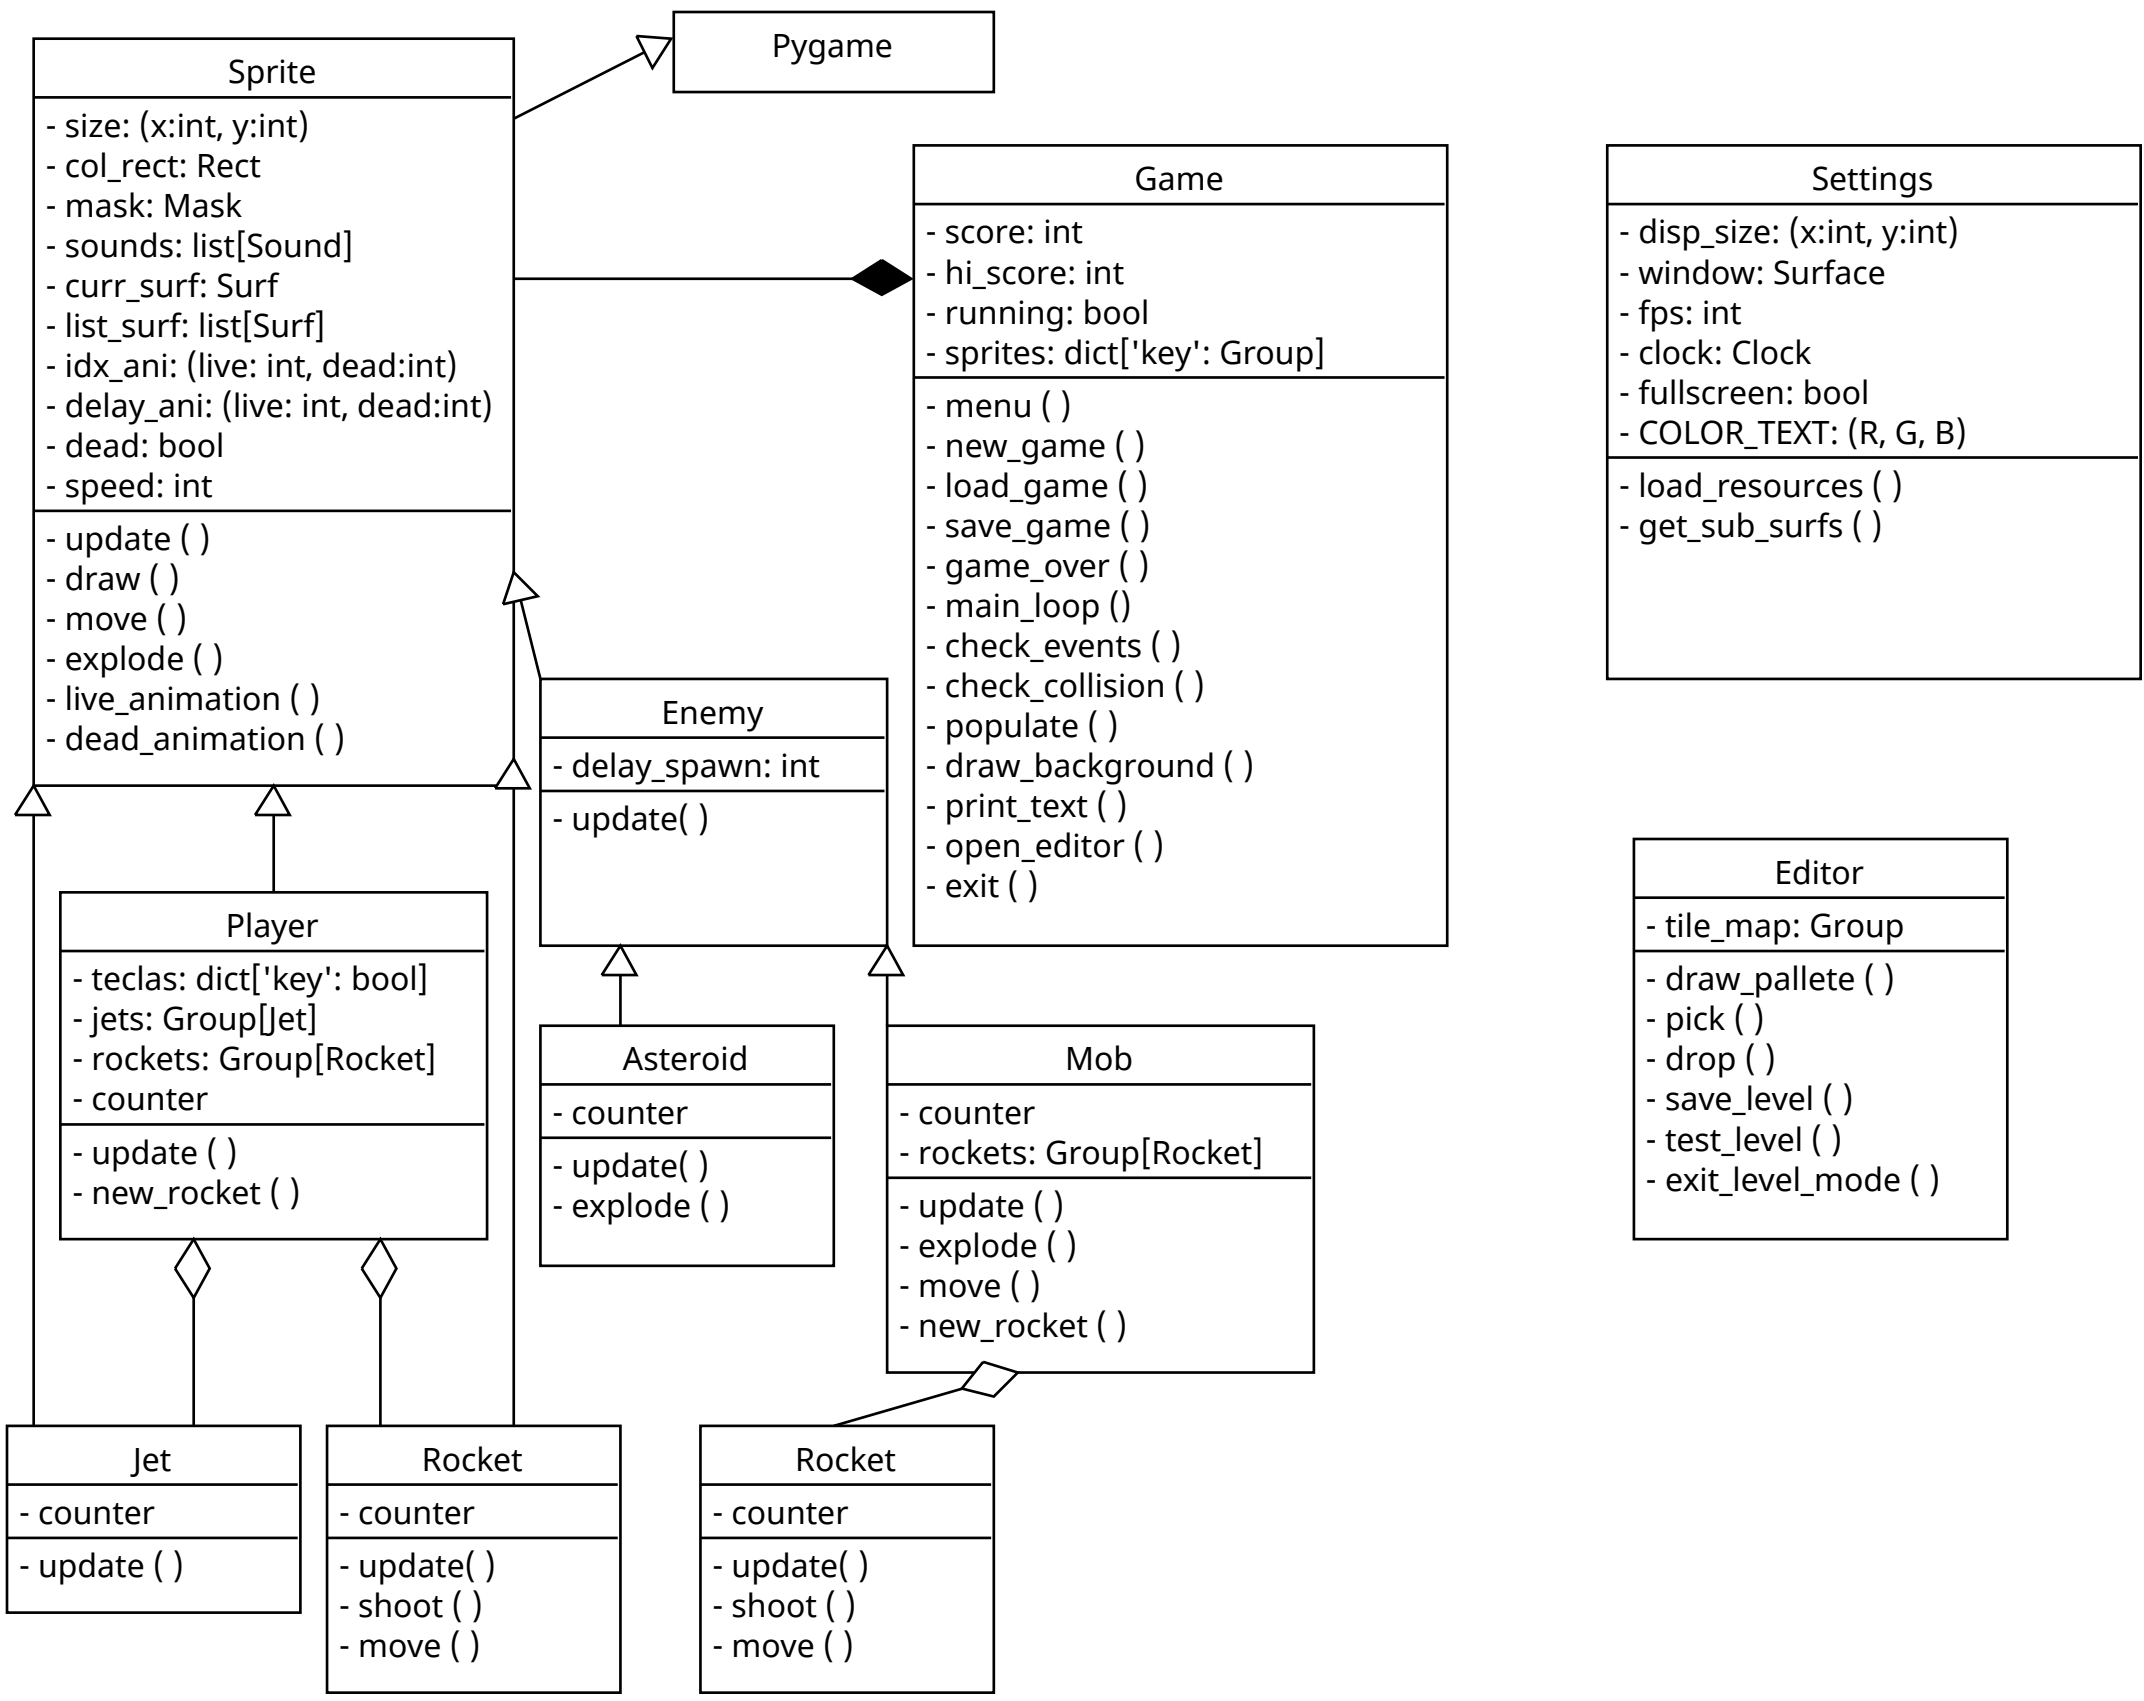 Pygame
Sprite
- size: (x:int, y:int)
- col_rect: Rect
- mask: Mask
- sounds: list[Sound]
- curr_surf: Surf
- list_surf: list[Surf]
- idx_ani: (live: int, dead:int)
- delay_ani: (live: int, dead:int)
- dead: bool
- speed: int
- update ( )
- draw ( )
- move ( )
- explode ( )
- live_animation ( )
- dead_animation ( )
Game
- score: int
- hi_score: int
- running: bool
- sprites: dict['key': Group]
- menu ( )
- new_game ( )
- load_game ( )
- save_game ( )
- game_over ( )
- main_loop ()
- check_events ( )
- check_collision ( )
- populate ( )
- draw_background ( )
- print_text ( )
- open_editor ( )
- exit ( )
Settings
- disp_size: (x:int, y:int)
- window: Surface
- fps: int
- clock: Clock
- fullscreen: bool
- COLOR_TEXT: (R, G, B)
- load_resources ( )
- get_sub_surfs ( )
Enemy
- delay_spawn: int
- update( )
Editor
- tile_map: Group
- draw_pallete ( )
- pick ( )
- drop ( )
- save_level ( )
- test_level ( )
- exit_level_mode ( )
Player
- teclas: dict['key': bool]
- jets: Group[Jet]
- rockets: Group[Rocket]
- counter
- update ( )
- new_rocket ( )
Asteroid
- counter
- update( )
- explode ( )
Mob
- counter
- rockets: Group[Rocket]
- update ( )
- explode ( )
- move ( )
- new_rocket ( )
Jet
- counter
- update ( )
Rocket
- counter
- update( )
- shoot ( )
- move ( )
Rocket
- counter
- update( )
- shoot ( )
- move ( )